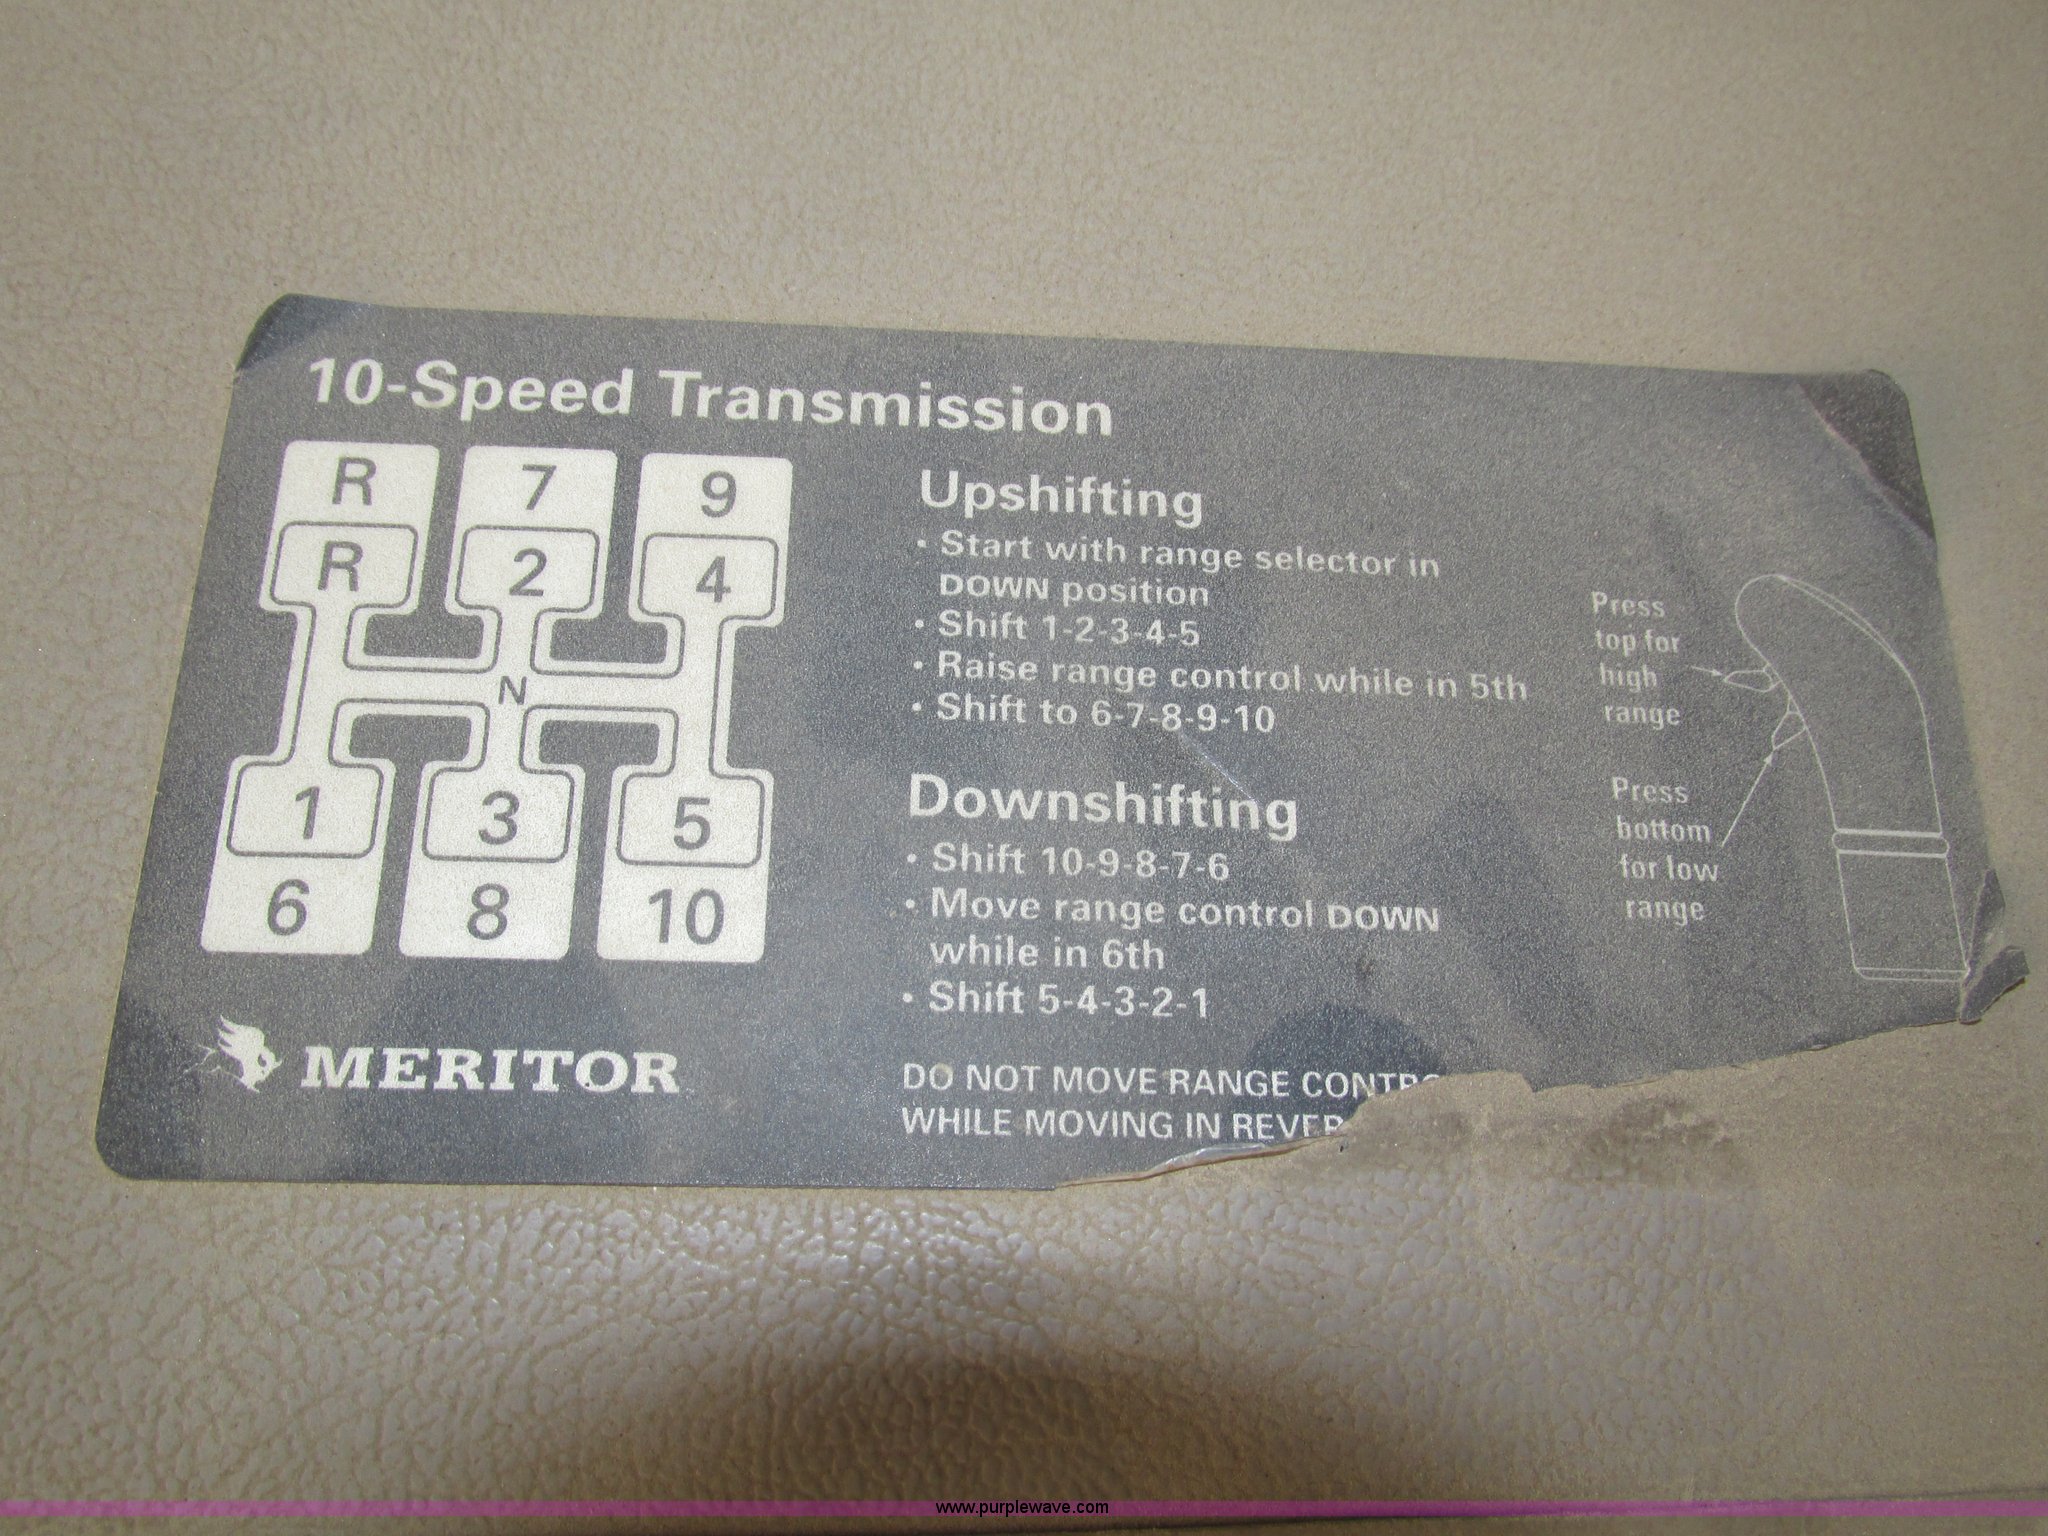 10-Speed Transmission
R 7 9
R 2 4
N
1 3 5
6 8 10
MERITOR
Upshifting
• Start with range selector in
DOWN position
• Shift 1-2-3-4-5
• Raise range control while in 5th
• Shift to 6-7-8-9-10
Downshifting
• Shift 10-9-8-7-6
• Move range control DOWN
while in 6th
• Shift 5-4-3-2-1
DO NOT MOVE RANGE
WHILE MOVING IN
Press
top for
high
range
Press
bottom
for low
range
www.purplewave.com